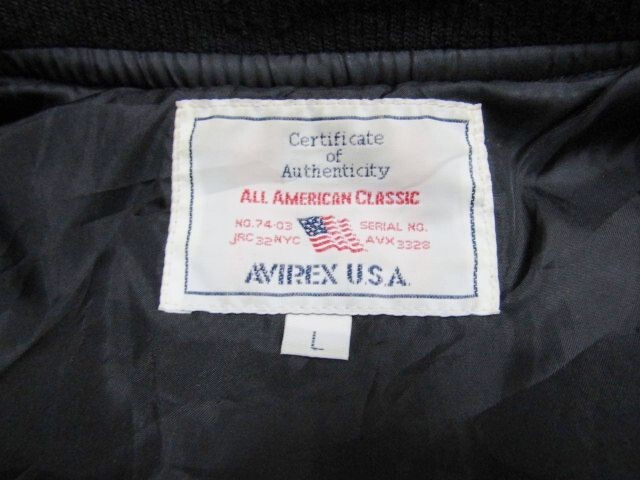 Certificate
of
Authenticity
ALL AMERICAN CLASSIC
NO. 74-03 SERIAL NO.
JRC 32 NYC AVX 3328
AVIREX U.S.A.
L